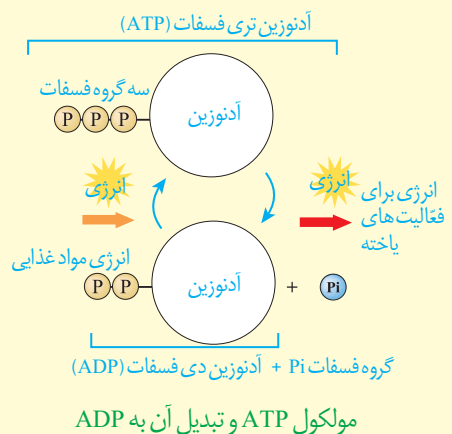 آدنوزین تری فسفات (ATP)
سه گروه فسفات
P P P
آدنوزین
انرژی
انرژی
انرژی برای
فعّالیت‌های
یاخته
انرژی مواد غذایی
P P
آدنوزین
+
Pi
گروه فسفات Pi + آدنوزین دی فسفات (ADP)
مولکول ATP و تبدیل آن به ADP